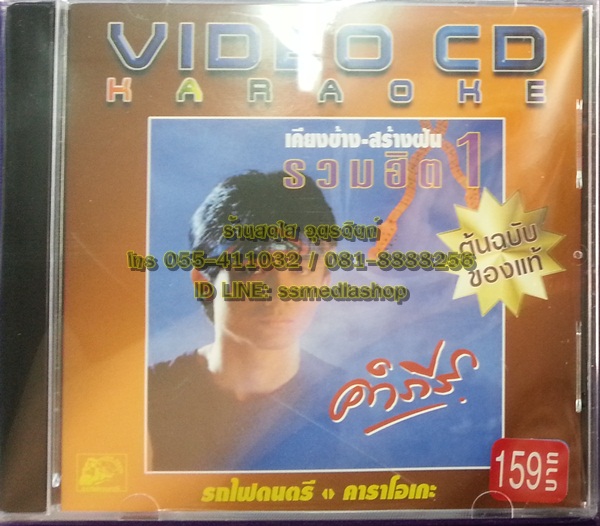 VIDEO CD
KARAOKE
เคียงข้าง-สร้างฝัน
รวมฮิต 1
ร้านสดใส อุตรดิตถ์
โทร 055-411032 / 081-8888256
ID LINE: ssmediashop
ต้นฉบับ
ของแท้
คำภีร์
รถไฟดนตรี คาราโอเกะ
159 บาท